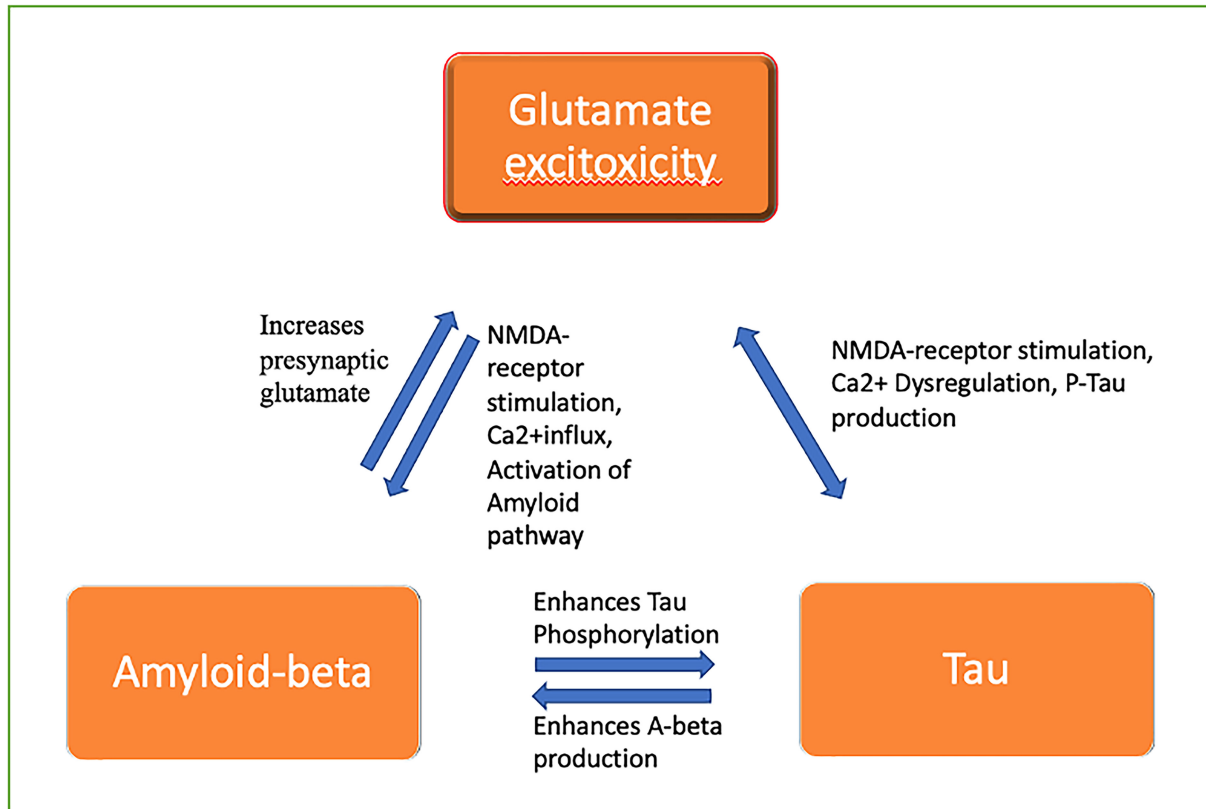 Glutamate
excitoxicity
Increases
presynaptic
glutamate
NMDA-
receptor
stimulation,
Ca2+influx,
Activation of
Amyloid
pathway
NMDA-receptor stimulation,
Ca2+ Dysregulation, P-Tau
production
Amyloid-beta
Enhances Tau
Phosphorylation
Enhances A-beta
production
Tau